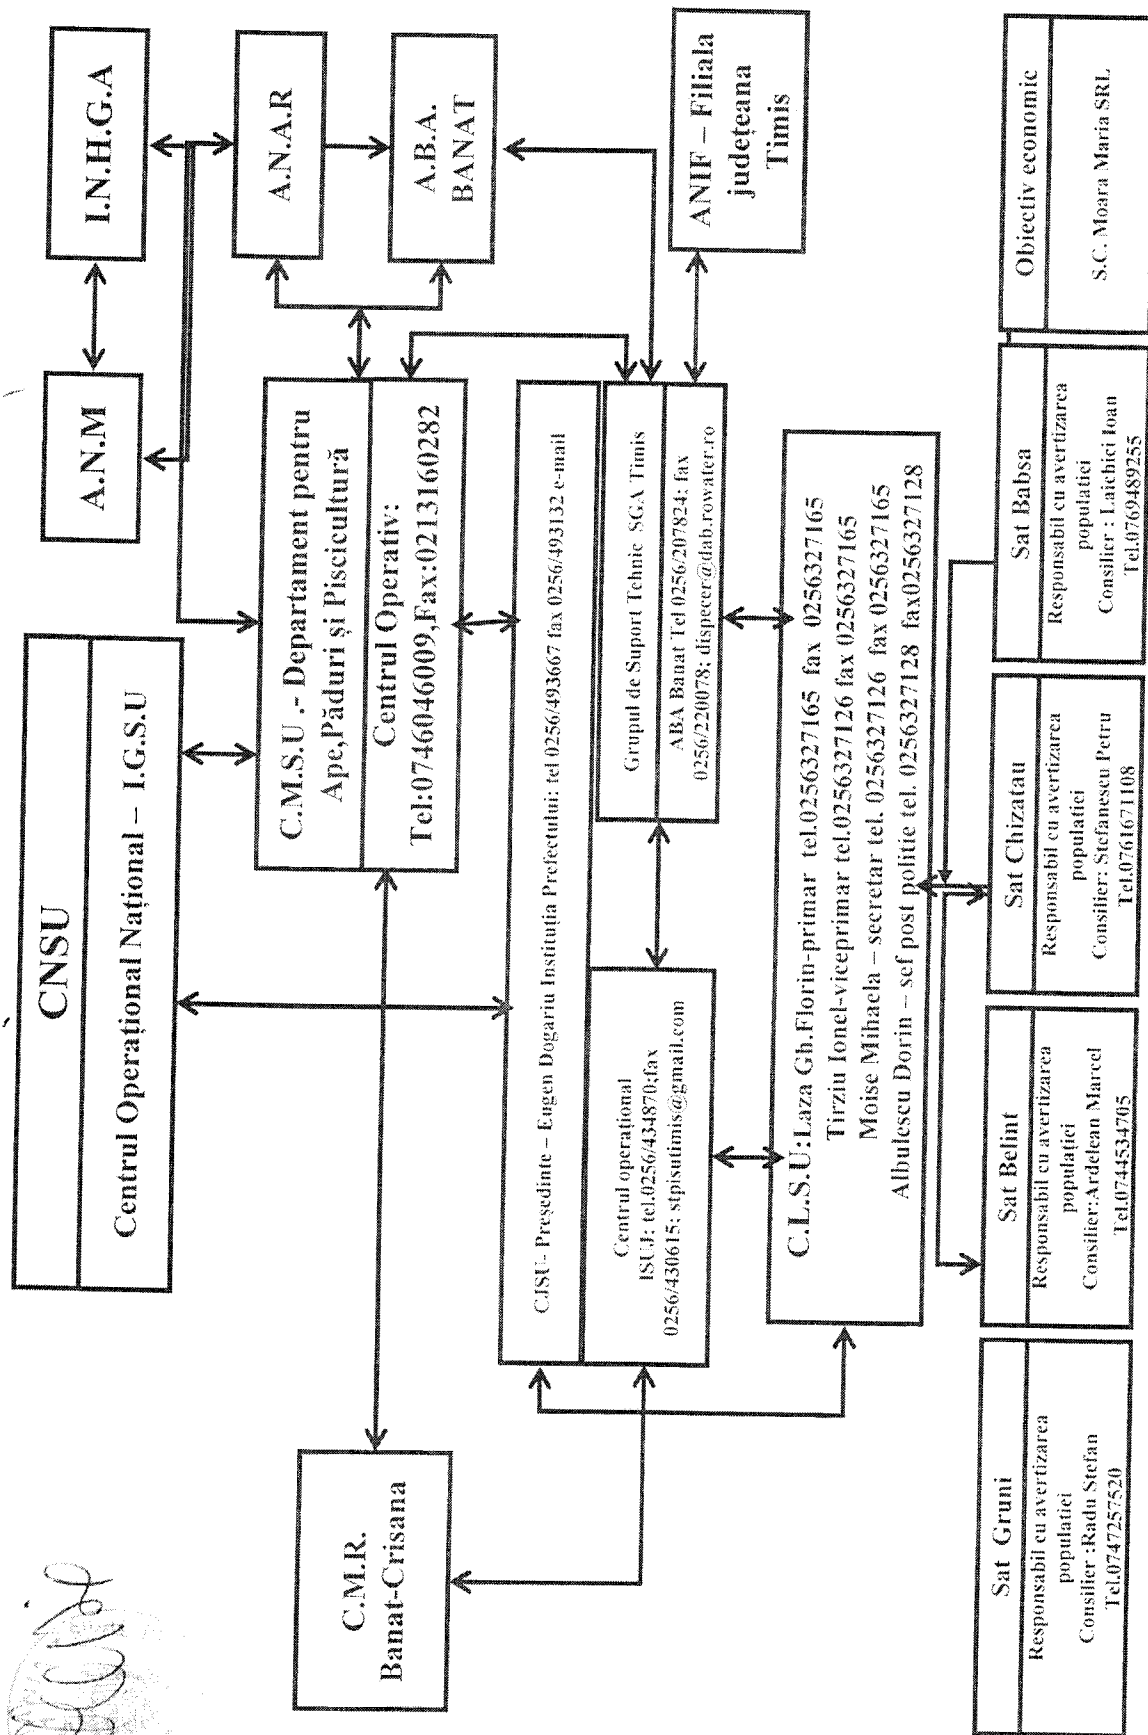 CNSU
Centrul Operațional Național – I.G.S.U
A.N.M
I.N.H.G.A
C.M.R.
Banat-Crisana
C.M.S.U .- Departament pentru
Ape,Păduri și Piscicultură
Centrul Operativ:
Tel:0746046009,Fax:0213160282
A.N.A.R
A.B.A.
BANAT
CJSU- Președinte – Eugen Dogariu Instituția Prefectului: tel 0256/493667 fax 0256/493132 e-mail
Centrul operațional
ISUJ: tel.0256/434870;fax
0256/430615; stpisutimis@gmail.com
Grupul de Suport Tehnic SGA Timis
ABA Banat Tel 0256/207824; fax
0256/220078; dispecer@dab.rowater.ro
ANIF – Filiala
județeana
Timis
C.L.S.U:Laza Gh.Florin-primar tel.0256327165 fax 0256327165
Tirziu Ionel-viceprimar tel.0256327126 fax 0256327165
Moise Mihaela – secretar tel. 0256327126 fax 0256327165
Albulescu Dorin – sef post politie tel. 0256327128 fax0256327128
Sat Gruni
Responsabil cu avertizarea
populatiei
Consilier :Radu Stefan
Tel.0747257520
Sat Belint
Responsabil cu avertizarea
populației
Consilier:Ardelean Marcel
Tel.0744534705
Sat Chizatau
Responsabil cu avertizarea
populatiei
Consilier: Stefanescu Petru
Tel.0761671108
Sat Babsa
Responsabil cu avertizarea
populatiei
Consilier : Laichici Ioan
Tel.0769489255
Obiectiv economic
S.C. Moara Maria SRL